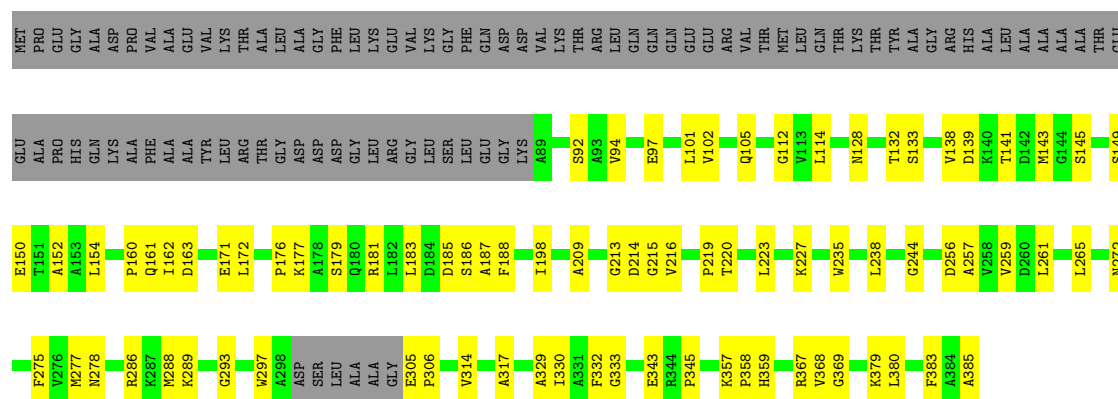 MET PRO GLU GLY ALA ASP PRO VAL ALA GLU VAL LYS THR ALA LEU ALA GLY PHE LEU LYS GLU VAL LYS GLY PHE GLN ASP ASP VAL LYS THR ARG LEU GLN GLN GLN GLU GLU ARG VAL THR MET LEU GLN THR LYS THR TYR ALA GLY ARG HIS ALA LEU ALA ALA ALA ALA THR GLU
GLU ALA PRO HIS GLN LYS ALA PHE ALA ALA TYR LEU ARG THR GLY ASP ASP ASP GLY LEU ARG GLY LEU SER LEU GLU GLY LYS A89 S92 A93 V94 E97 L101 V102 Q105 G112 V113 L114 N128 T132 S133 V138 D139 K140 T141 D142 M143 G144 S145 S149
E150 T151 A152 A153 L154 P160 Q161 I162 D163 E171 L172 P176 K177 A178 S179 Q180 R181 L182 L183 D184 D185 S186 A187 F188 I198 A209 G213 D214 G215 V216 P219 T220 L223 K227 W235 L238 G244 D256 A257 V258 V259 D260 L261 L265 N272
F275 V276 M277 N278 R286 K287 M288 K289 G293 W297 A298 ASP SER LEU ALA ALA GLY E305 P306 V314 A317 A329 I330 A331 F332 G333 E343 R344 P345 K357 P358 H359 R367 V368 G369 K379 L380 F383 A384 A385